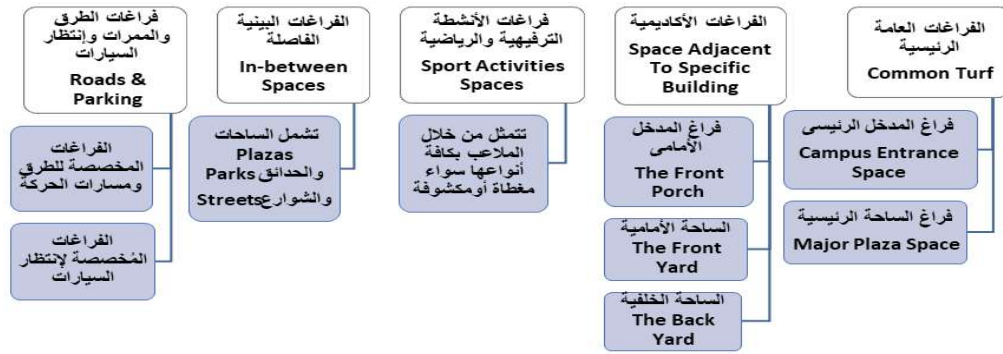 الفراغات العامة
الرئيسية
Common Turf
فراغ المدخل الرئيسى
Campus Entrance
Space
فراغ الساحة الرئيسية
Major Plaza Space
الفراغات الأكاديمية
Space Adjacent
To Specific
Building
فراغ المدخل
الأمامى
The Front
Porch
الساحة الأمامية
The Front
Yard
الساحة الخلفية
The Back
Yard
فراغات الأنشطة
الترفيهية والرياضية
Sport Activities
Spaces
تتمثل من خلال
الملاعب بكافة
أنواعها سواء
مغطاة أومكشوفة
الفراغات البينية
الفاصلة
In-between
Spaces
تشمل الساحات
Plazas
والحدائق Parks
والشوارع Streets
فراغات الطرق
والممرات وإنتظار
السيارات
Roads &
Parking
الفراغات
المخصصة للطرق
ومسارات الحركة
الفراغات
المُخصصة لإنتظار
السيارات